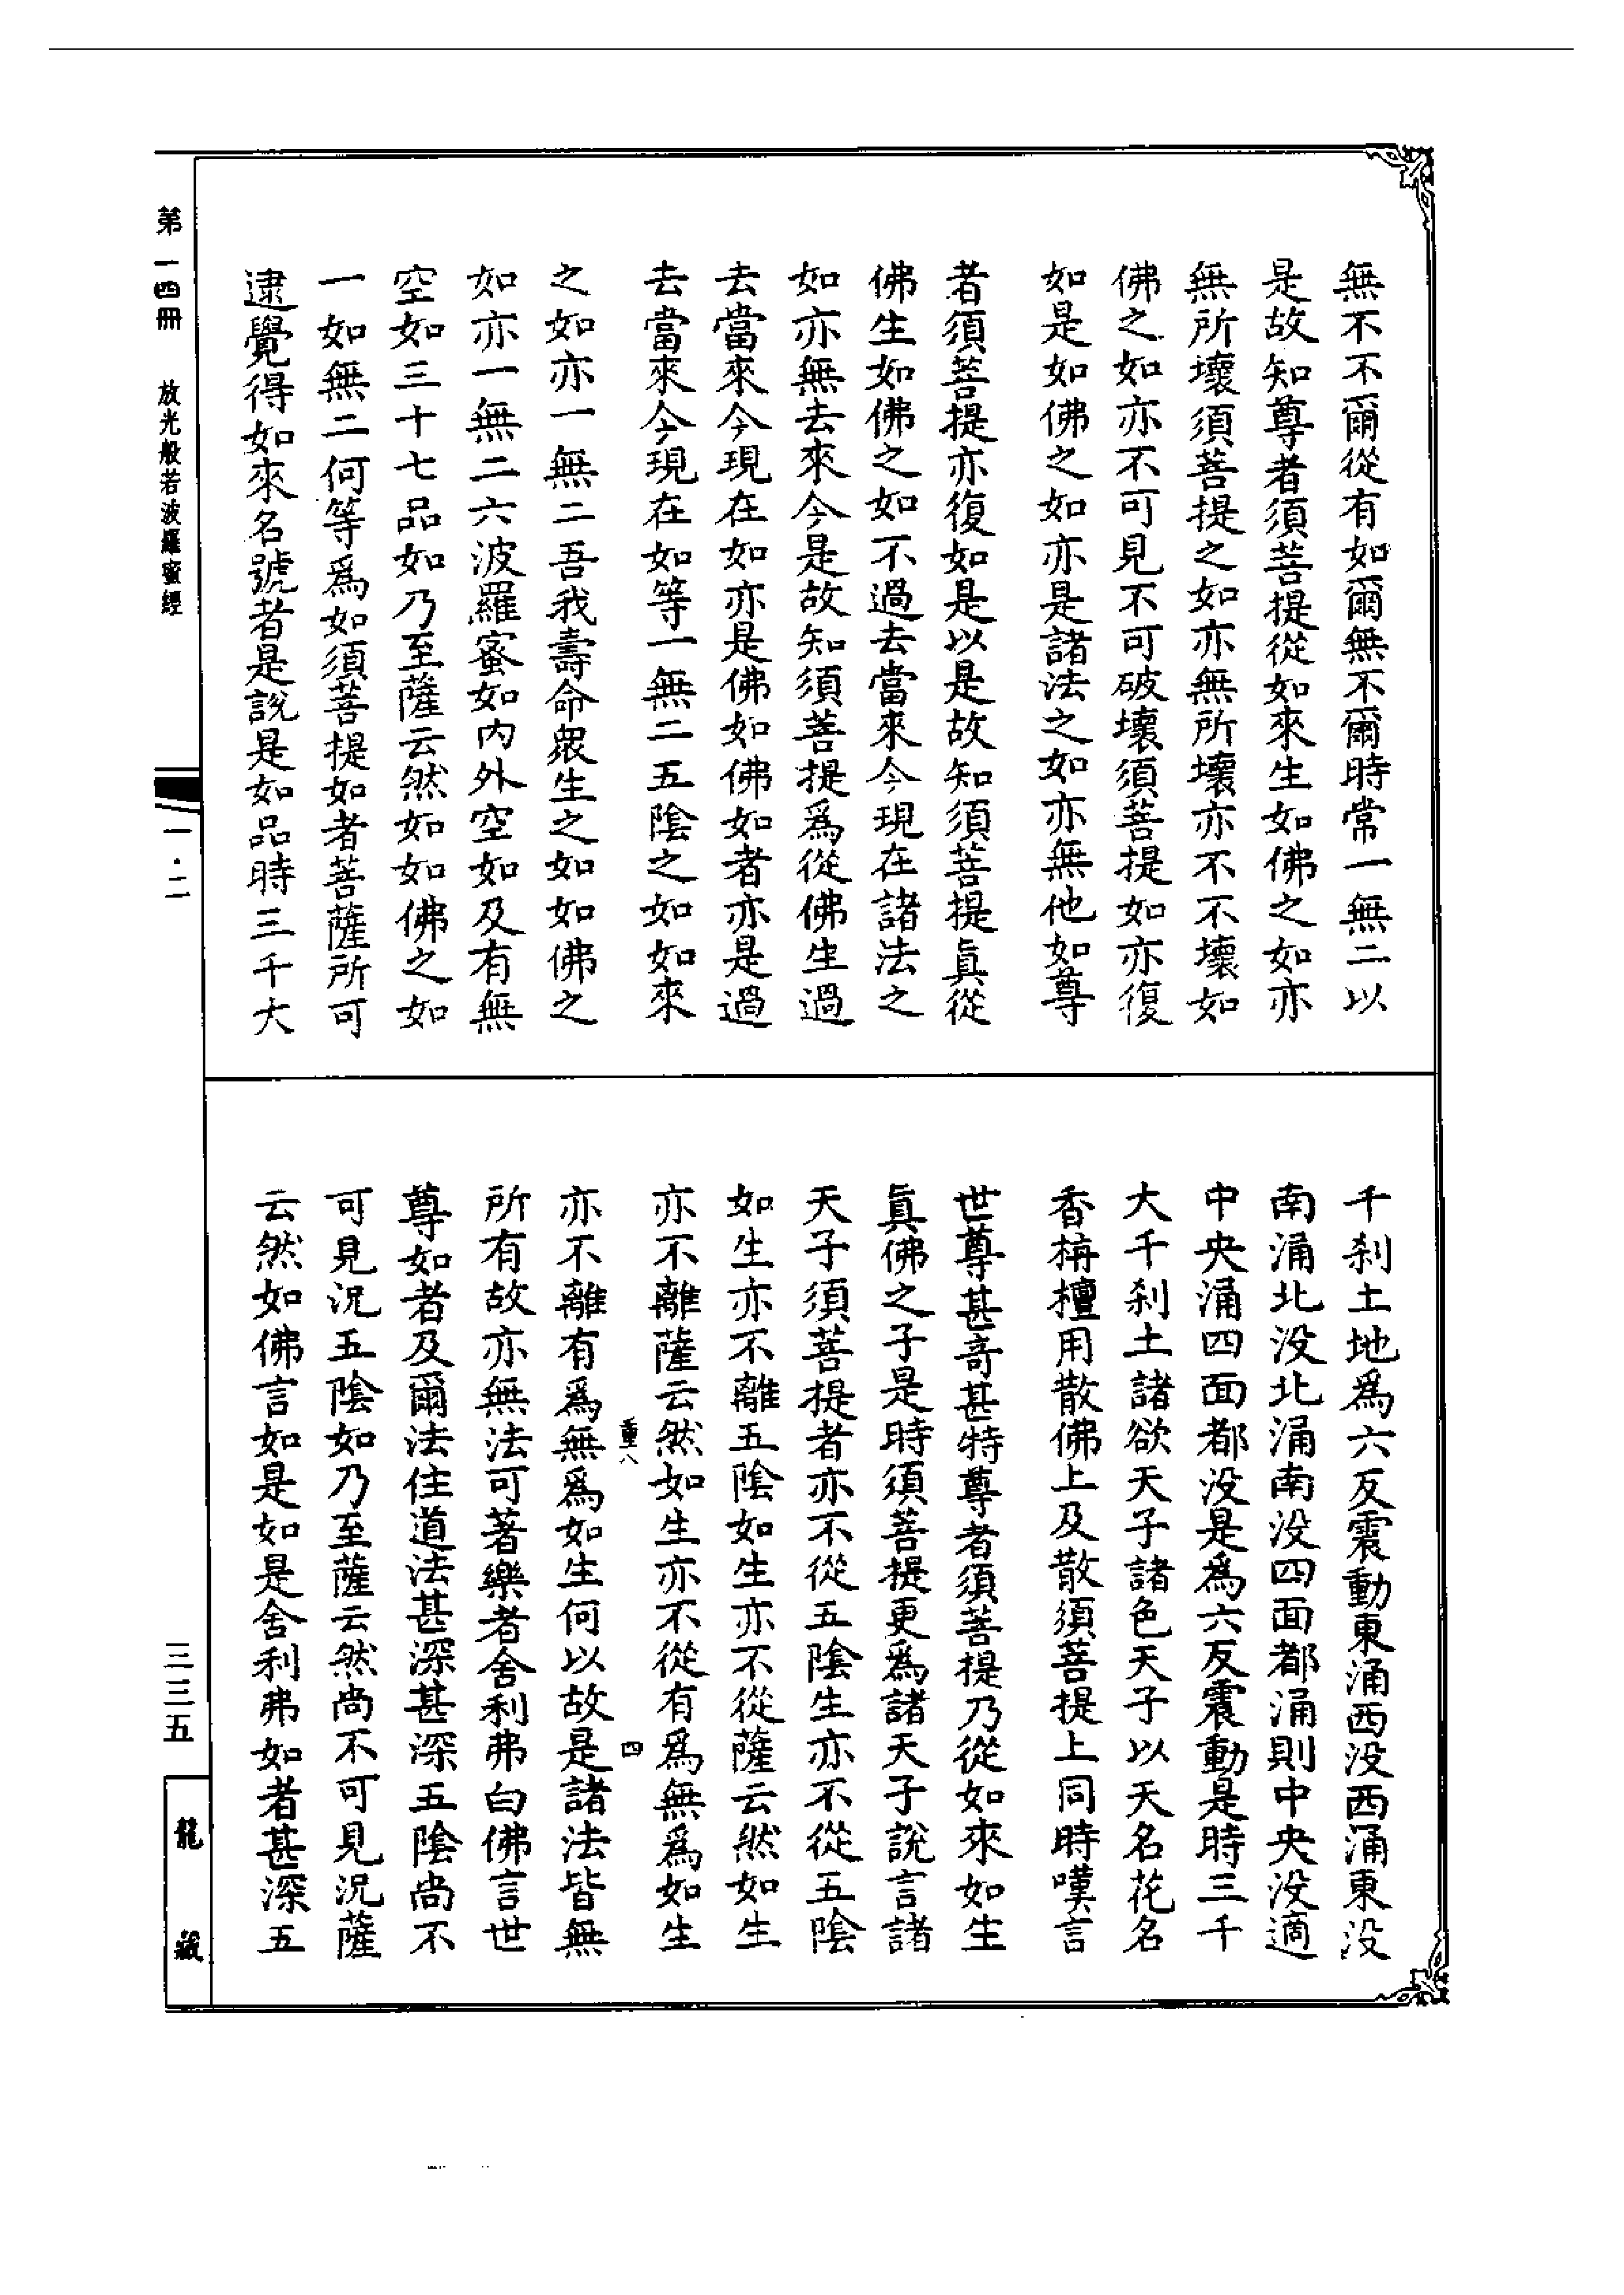 無不不爾從有如爾無不爾時常一無二以
是故知尊者須菩提從如來生如佛之如亦
無所壞須菩提之如亦無所壞亦不不壞如
佛之如亦不可見不可破壞須菩提如亦復
如是如佛之如亦是諸法之如亦無他如尊
者須菩提亦復如是以是故知須菩提眞從
佛生如佛之如不過去當來今現在諸法之
如亦無去來今是故知須菩提爲從佛生過
去當來今現在如亦是佛如佛如者亦是過
去當來今現在如等一無二五陰之如如來
之如亦一無二吾我壽命眾生之如如佛之
如亦一無二六波羅蜜如內外空如及有無
空如三十七品如乃至薩云然如如佛之如
一如無二何等爲如須菩提如者菩薩所可
逮覺得如來名號者是說是如品時三千大
千刹土地爲六反震動東涌西没西涌東没
南涌北没北涌南没四面都涌則中央没適
中央涌四面都没是爲六反震動是時三千
大千刹土諸欲天子諸色天子以天名花名
香栴檀用散佛上及散須菩提上同時嘆言
世尊甚奇甚特尊者須菩提乃從如來如生
眞佛之子是時須菩提更爲諸天子說言諸
天子須菩提者亦不從五陰生亦不從五陰
如生亦不離五陰如生亦不從薩云然如生
亦不離薩云然如生亦不從有爲無爲如生
重八 四
亦不離有爲無爲如生何以故是諸法皆無
所有故亦無法可著樂者舍利弗白佛言世
尊如者及爾法住道法甚深甚深五陰尚不
可見況五陰如乃至薩云然尚不可見況薩
云然如佛言如是如是舍利弗如者甚深五
第一四冊 放光般若波羅蜜經
一·二
三三五
龍藏